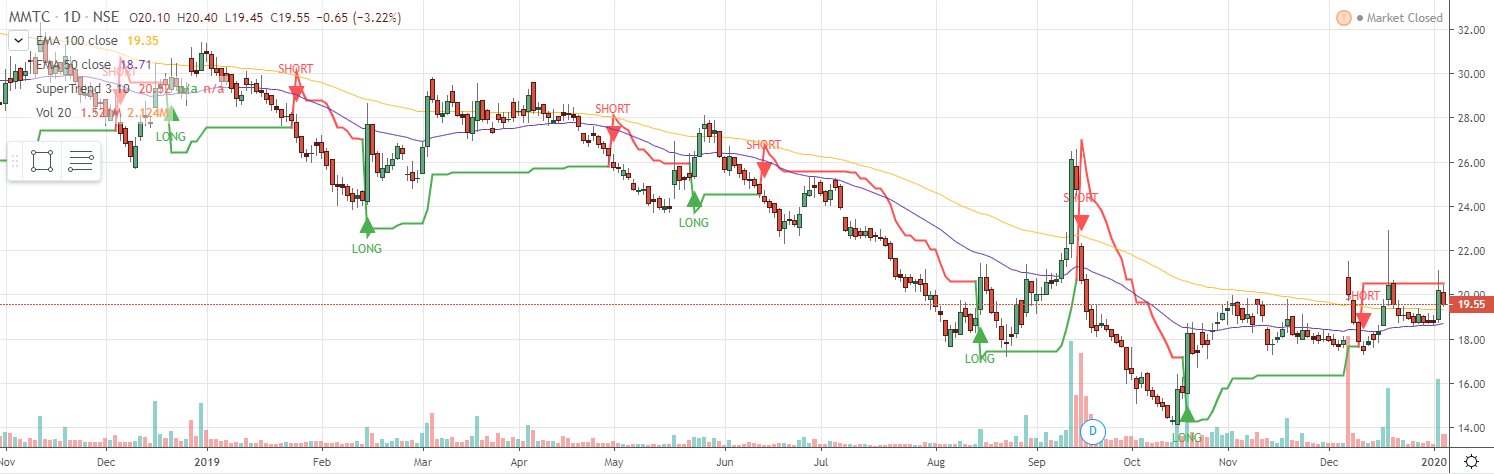 MMTC · 1D · NSE O20.10 H20.40 L19.45 C19.55 −0.65 (−3.22%)
Market Closed
EMA 100 close 19.35
EMA 50 close 18.71
SuperTrend 3 10 20.52 n/a n/a
Vol 20 1.521M 2.124M
SHORT
LONG
SHORT
LONG
SHORT
LONG
SHORT
LONG
SHORT
LONG
SHORT
D
32.00
30.00
28.00
26.00
24.00
22.00
20.00
19.55
18.00
16.00
14.00
Nov Dec 2019 Feb Mar Apr May Jun Jul Aug Sep Oct Nov Dec 2020